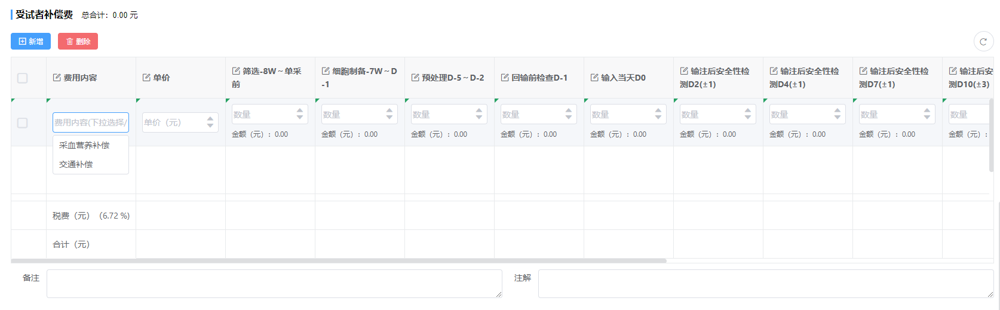 受试者补偿费 总合计：0.00 元
新增 删除
费用内容 单价 筛选-8W～单采前 细胞制备-7W～D-1 预处理D-5～D-2 回输前检查D-1 输入当天D0 输注后安全性检测D2(±1) 输注后安全性检测D4(±1) 输注后安全性检测D7(±1) 输注后安 测D10(±3)
费用内容(下拉选择/ 单价（元） 数量 数量 数量 数量 数量 数量 数量 数量 数量
金额（元）：0.00 金额（元）：0.00 金额（元）：0.00 金额（元）：0.00 金额（元）：0.00 金额（元）：0.00 金额（元）：0.00 金额（元）：0.00 金额（元）：
采血营养补偿
交通补偿
税费（元）（6.72 %)
合计（元）
备注 注解